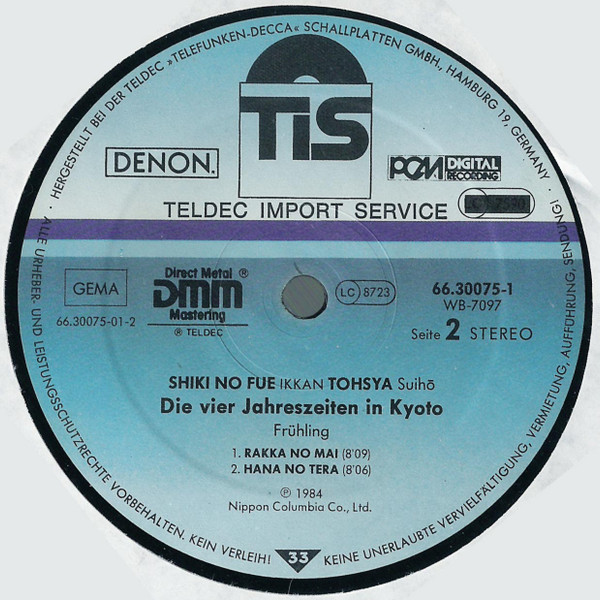 · HERGESTELLT BEI DER TELDEC »TELEFUNKEN-DECCA« SCHALLPLATTEN GMBH., HAMBURG 19, GERMANY ·
TIS
DENON.
PCM DIGITAL
RECORDING
TELDEC IMPORT SERVICE
GEMA
66.30075-01-2
Direct Metal ®
DMM
Mastering
® TELDEC
LC 8723
66.30075-1
WB-7097
Seite 2 STEREO
SHIKI NO FUE IKKAN TOHSYA Suihō
Die vier Jahreszeiten in Kyoto
Frühling
1. RAKKA NO MAI (8'09)
2. HANA NO TERA (8'06)
℗ 1984
Nippon Columbia Co., Ltd.
33
ALLE URHEBER- UND LEISTUNGSSCHUTZRECHTE VORBEHALTEN. KEIN VERLEIH! KEINE UNERLAUBTE VERVIELFÄLTIGUNG, VERMIETUNG, AUFFÜHRUNG, SENDUNG!